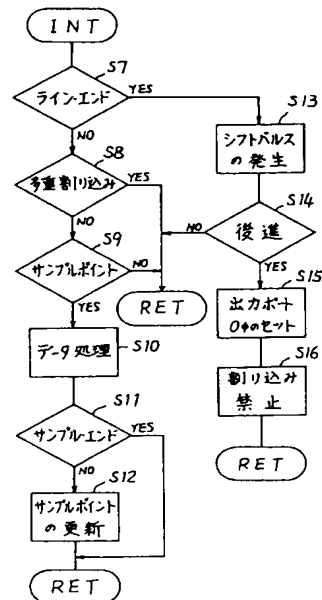 INT
S7
ライン・エンド
YES
NO
S8
多重割り込み
YES
NO
S9
サンプルポイント
NO
YES
RET
データ処理
S10
サンプル・エンド
S11
YES
NO
S12
サンプルポイント
の更新
RET
S13
シフトパルス
の発生
S14
後進
NO
YES
S15
出力ポート
Oφのセット
S16
割り込み
禁止
RET